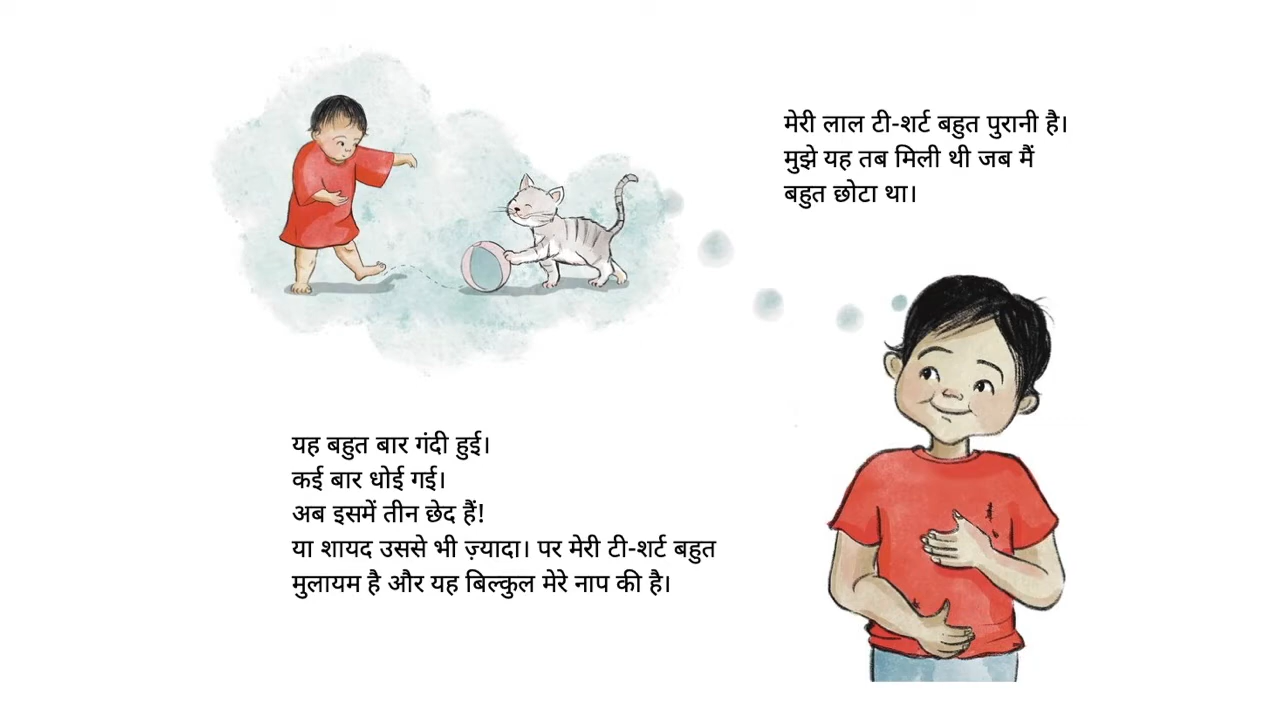 मेरी लाल टी-शर्ट बहुत पुरानी है।
मुझे यह तब मिली थी जब मैं
बहुत छोटा था।
यह बहुत बार गंदी हुई।
कई बार धोई गई।
अब इसमें तीन छेद हैं!
या शायद उससे भी ज़्यादा। पर मेरी टी-शर्ट बहुत
मुलायम है और यह बिल्कुल मेरे नाप की है।